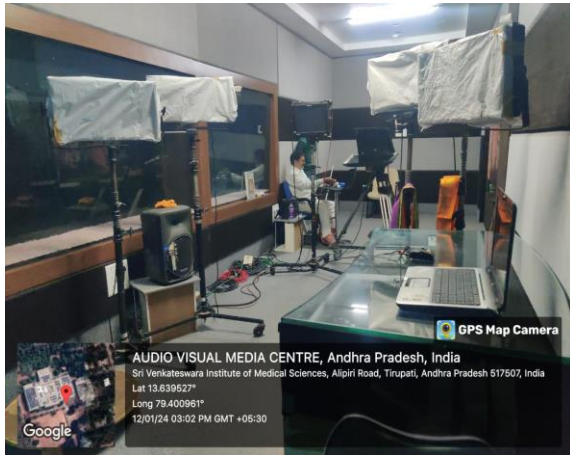 GPS Map Camera
AUDIO VISUAL MEDIA CENTRE, Andhra Pradesh, India
Sri Venkateswara Institute of Medical Sciences, Alipiri Road, Tirupati, Andhra Pradesh 517507, India
Lat 13.639527°
Long 79.400961°
12/01/24 03:02 PM GMT +05:30
Google